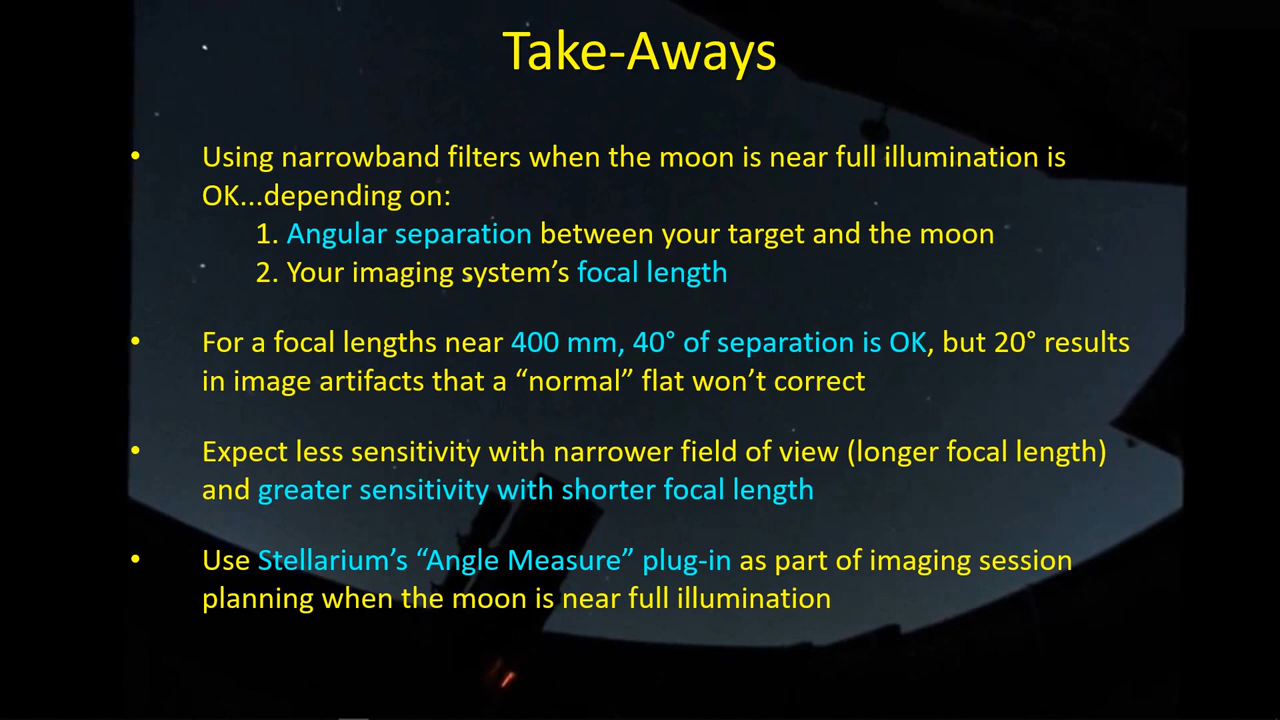 Take-Aways
• Using narrowband filters when the moon is near full illumination is
OK...depending on:
1. Angular separation between your target and the moon
2. Your imaging system’s focal length
• For a focal lengths near 400 mm, 40° of separation is OK, but 20° results
in image artifacts that a “normal” flat won’t correct
• Expect less sensitivity with narrower field of view (longer focal length)
and greater sensitivity with shorter focal length
• Use Stellarium’s “Angle Measure” plug-in as part of imaging session
planning when the moon is near full illumination